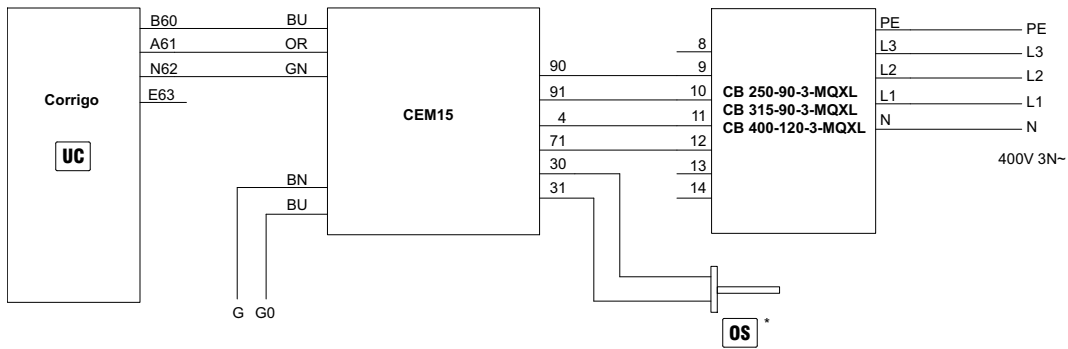 B60 BU
A61 OR
N62 GN
E63
Corrigo
UC
BN
BU
G G0
CEM15
90
91
4
71
30
31
8
9
10
11
12
13
14
CB 250-90-3-MQXL
CB 315-90-3-MQXL
CB 400-120-3-MQXL
PE PE
L3 L3
L2 L2
L1 L1
N N
400V 3N~
OS *